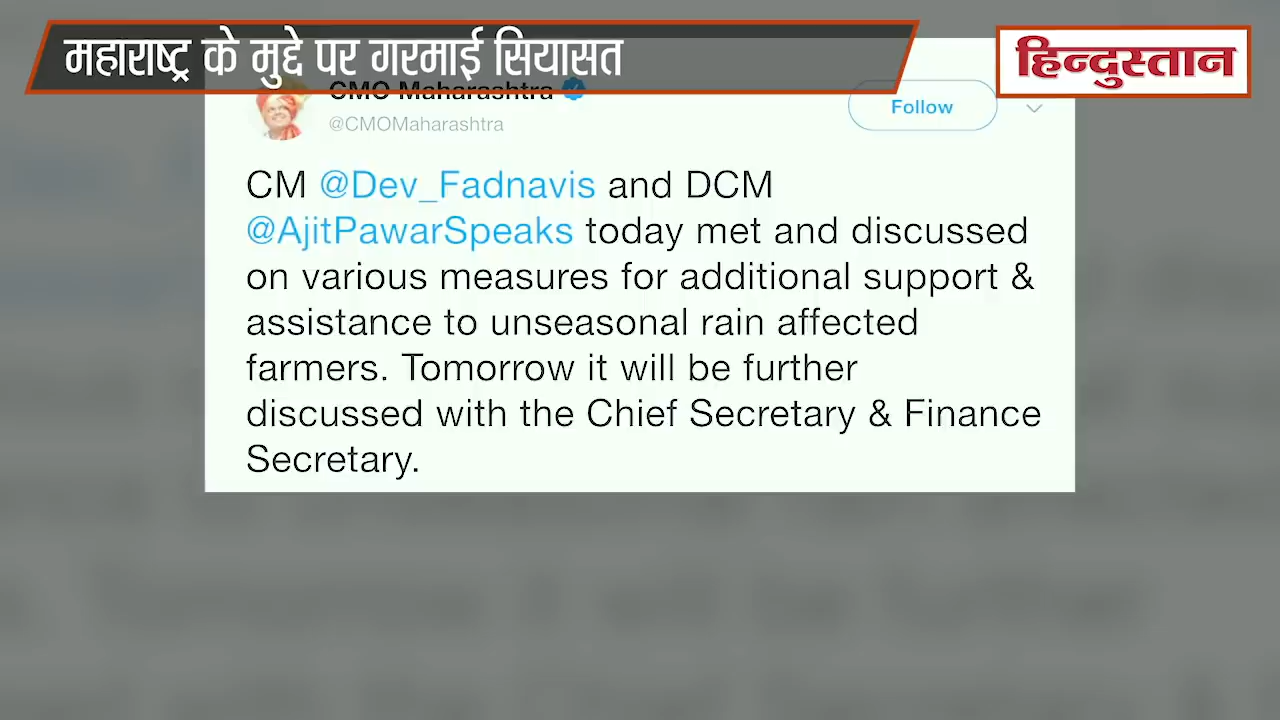 महाराष्ट्र के मुद्दे पर गरमाई सियासत
हिन्दुस्तान
CMO Maharashtra
@CMOMaharashtra
Follow
CM @Dev_Fadnavis and DCM
@AjitPawarSpeaks today met and discussed
on various measures for additional support &
assistance to unseasonal rain affected
farmers. Tomorrow it will be further
discussed with the Chief Secretary & Finance
Secretary.